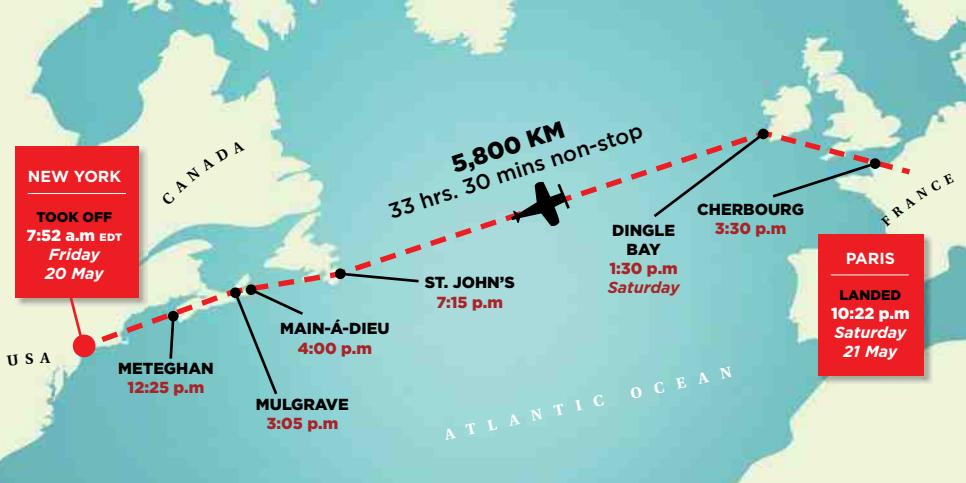 CANADA
5,800 KM
33 hrs. 30 mins non-stop
NEW YORK
TOOK OFF
7:52 a.m EDT
Friday
20 May
USA
METEGHAN
12:25 p.m
MULGRAVE
3:05 p.m
MAIN-Á-DIEU
4:00 p.m
ST. JOHN'S
7:15 p.m
ATLANTIC OCEAN
DINGLE
BAY
1:30 p.m
Saturday
CHERBOURG
3:30 p.m
FRANCE
PARIS
LANDED
10:22 p.m
Saturday
21 May